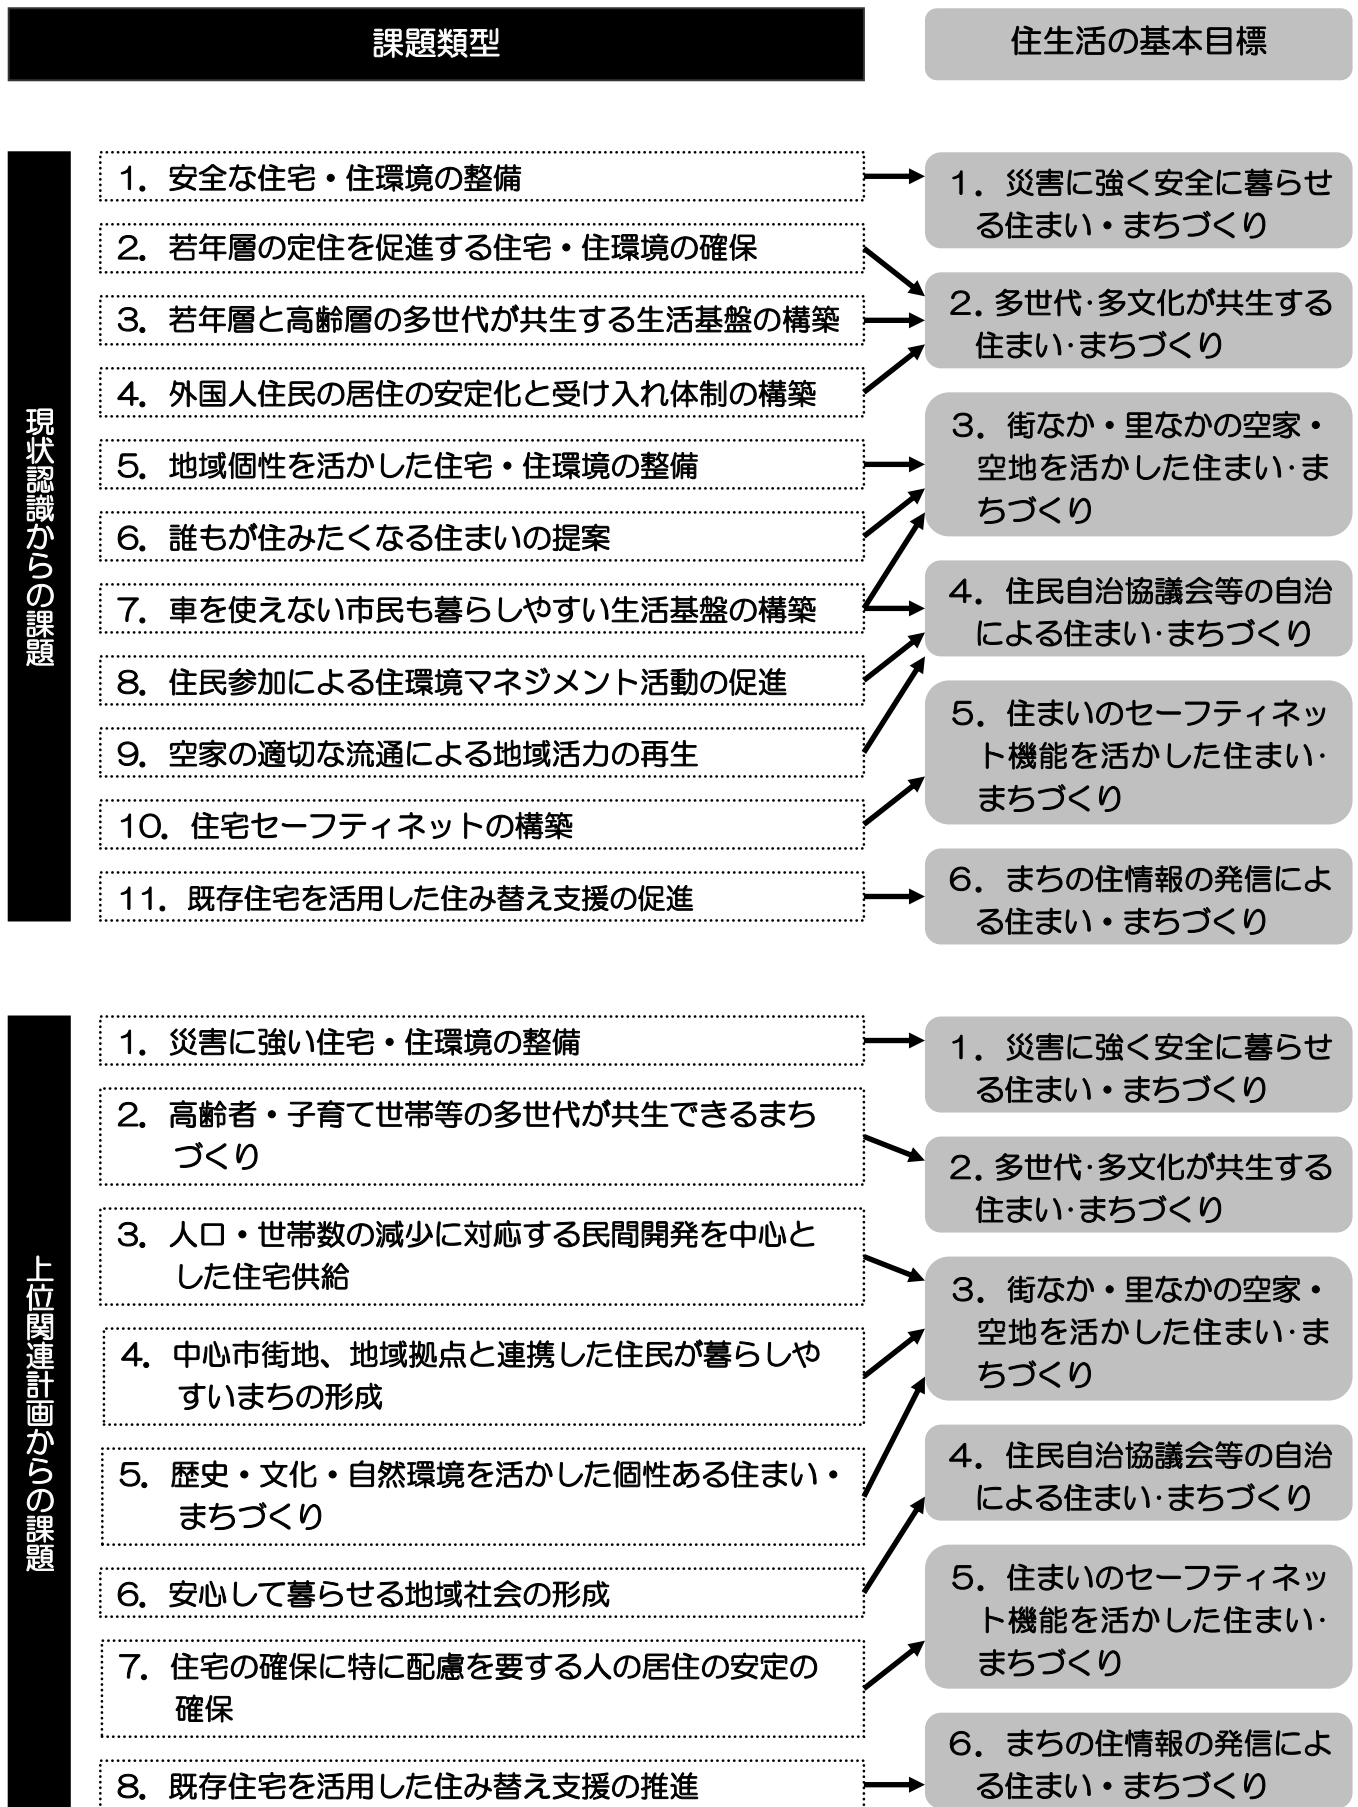 課題類型
住生活の基本目標
現状認識からの課題
1．安全な住宅・住環境の整備
2．若年層の定住を促進する住宅・住環境の確保
3．若年層と高齢層の多世代が共生する生活基盤の構築
4．外国人住民の居住の安定化と受け入れ体制の構築
5．地域個性を活かした住宅・住環境の整備
6．誰もが住みたくなる住まいの提案
7．車を使えない市民も暮らしやすい生活基盤の構築
8．住民参加による住環境マネジメント活動の促進
9．空家の適切な流通による地域活力の再生
10．住宅セーフティネットの構築
11．既存住宅を活用した住み替え支援の促進
1．災害に強く安全に暮らせ
る住まい・まちづくり
2．多世代･多文化が共生する
住まい･まちづくり
3．街なか・里なかの空家・
空地を活かした住まい･ま
ちづくり
4．住民自治協議会等の自治
による住まい･まちづくり
5．住まいのセーフティネッ
ト機能を活かした住まい･
まちづくり
6．まちの住情報の発信によ
る住まい・まちづくり
上位関連計画からの課題
1．災害に強い住宅・住環境の整備
2．高齢者・子育て世帯等の多世代が共生できるまち
づくり
3．人口・世帯数の減少に対応する民間開発を中心と
した住宅供給
4．中心市街地、地域拠点と連携した住民が暮らしや
すいまちの形成
5．歴史・文化・自然環境を活かした個性ある住まい・
まちづくり
6．安心して暮らせる地域社会の形成
7．住宅の確保に特に配慮を要する人の居住の安定の
確保
8．既存住宅を活用した住み替え支援の推進
1．災害に強く安全に暮らせ
る住まい・まちづくり
2．多世代･多文化が共生する
住まい･まちづくり
3．街なか・里なかの空家・
空地を活かした住まい･ま
ちづくり
4．住民自治協議会等の自治
による住まい･まちづくり
5．住まいのセーフティネッ
ト機能を活かした住まい･
まちづくり
6．まちの住情報の発信によ
る住まい・まちづくり